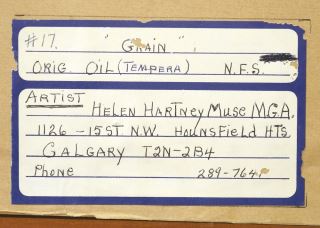 #17. "GRAIN"
ORIG. OIL (TEMPERA) N.F.S.
ARTIST HELEN HARTNEY MUSE M.G.A.
1126 - 15 ST N.W. HOUNSFIELD HTS.
CALGARY T2N-2B4
Phone 289-764